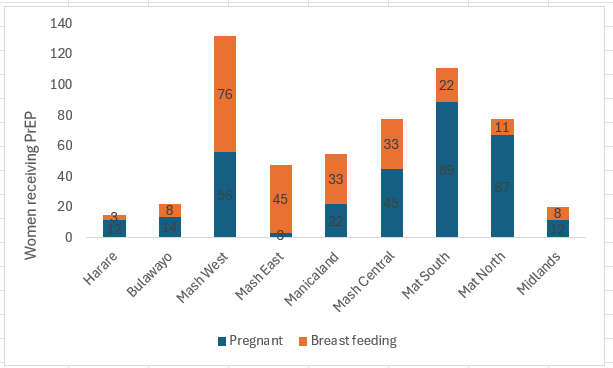 140
120
100
80
60
40
20
0
Women receiving PrEP
3 8 76 45 33 33 22 11 8
12 14 56 3 22 45 89 67 12
Harare Bulawayo Mash West Mash East Manicaland Mash Central Mat South Mat North Midlands
Pregnant Breast feeding